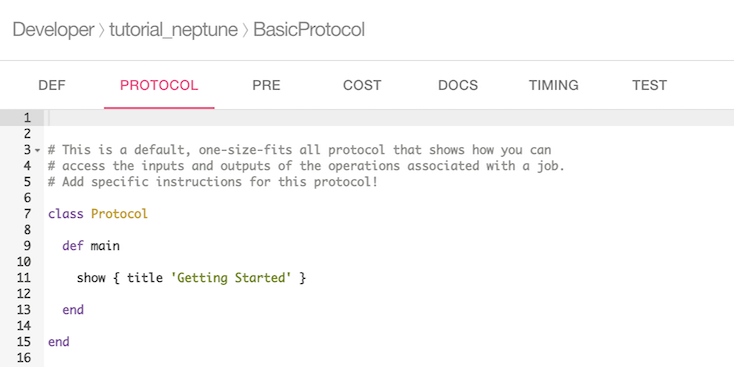 Developer 〉 tutorial_neptune 〉 BasicProtocol
DEF PROTOCOL PRE COST DOCS TIMING TEST
1
2
3 # This is a default, one-size-fits all protocol that shows how you can
4 # access the inputs and outputs of the operations associated with a job.
5 # Add specific instructions for this protocol!
6
7 class Protocol
8
9   def main
10
11     show { title 'Getting Started' }
12
13   end
14
15 end
16